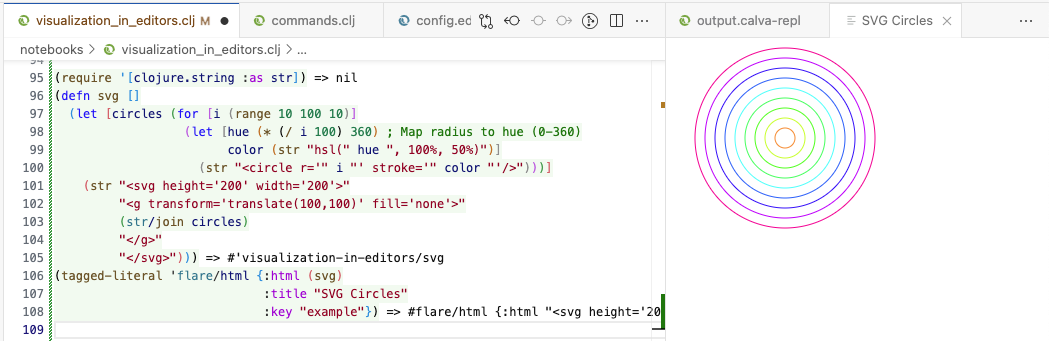 visualization_in_editors.clj M
commands.clj
config.ed
output.calva-repl
SVG Circles
notebooks > visualization_in_editors.clj > ...
95 (require '[clojure.string :as str]) => nil
96 (defn svg []
97 (let [circles (for [i (range 10 100 10)]
98 (let [hue (* (/ i 100) 360) ; Map radius to hue (0-360)
99 color (str "hsl(" hue ", 100%, 50%)")]
100 (str "<circle r='" i "' stroke='" color "'/>")))]
101 (str "<svg height='200' width='200'>"
102 "<g transform='translate(100,100)' fill='none'>"
103 (str/join circles)
104 "</g>"
105 "</svg>"))) => #'visualization-in-editors/svg
106 (tagged-literal 'flare/html {:html (svg)
107 :title "SVG Circles"
108 :key "example"}) => #flare/html {:html "<svg height='20
109